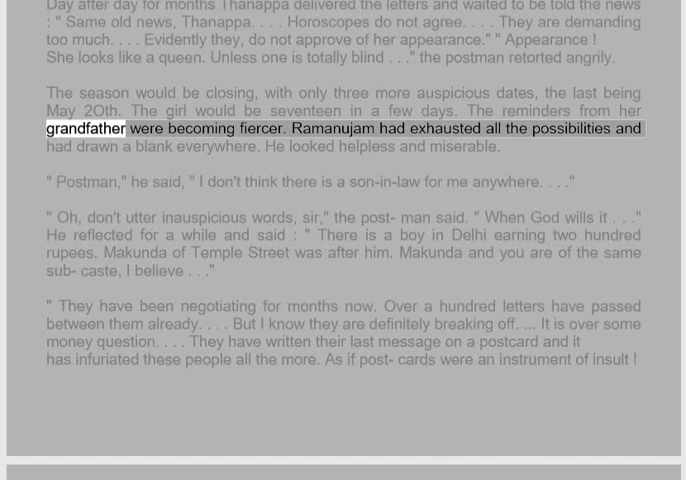 Day after day for months Thanappa delivered the letters and waited to be told the news
: " Same old news, Thanappa. . . . Horoscopes do not agree. . . . They are demanding
too much. . . . Evidently they, do not approve of her appearance." " Appearance !
She looks like a queen. Unless one is totally blind . . ." the postman retorted angrily.
The season would be closing, with only three more auspicious dates, the last being
May 2Oth. The girl would be seventeen in a few days. The reminders from her
grandfather were becoming fiercer. Ramanujam had exhausted all the possibilities and
had drawn a blank everywhere. He looked helpless and miserable.
" Postman," he said, " I don't think there is a son-in-law for me anywhere. . . ."
" Oh, don't utter inauspicious words, sir," the post- man said. " When God wills it . . ."
He reflected for a while and said : " There is a boy in Delhi earning two hundred
rupees. Makunda of Temple Street was after him. Makunda and you are of the same
sub- caste, I believe . . ."
" They have been negotiating for months now. Over a hundred letters have passed
between them already. . . . But I know they are definitely breaking off. ... It is over some
money question. . . . They have written their last message on a postcard and it
has infuriated these people all the more. As if post- cards were an instrument of insult !